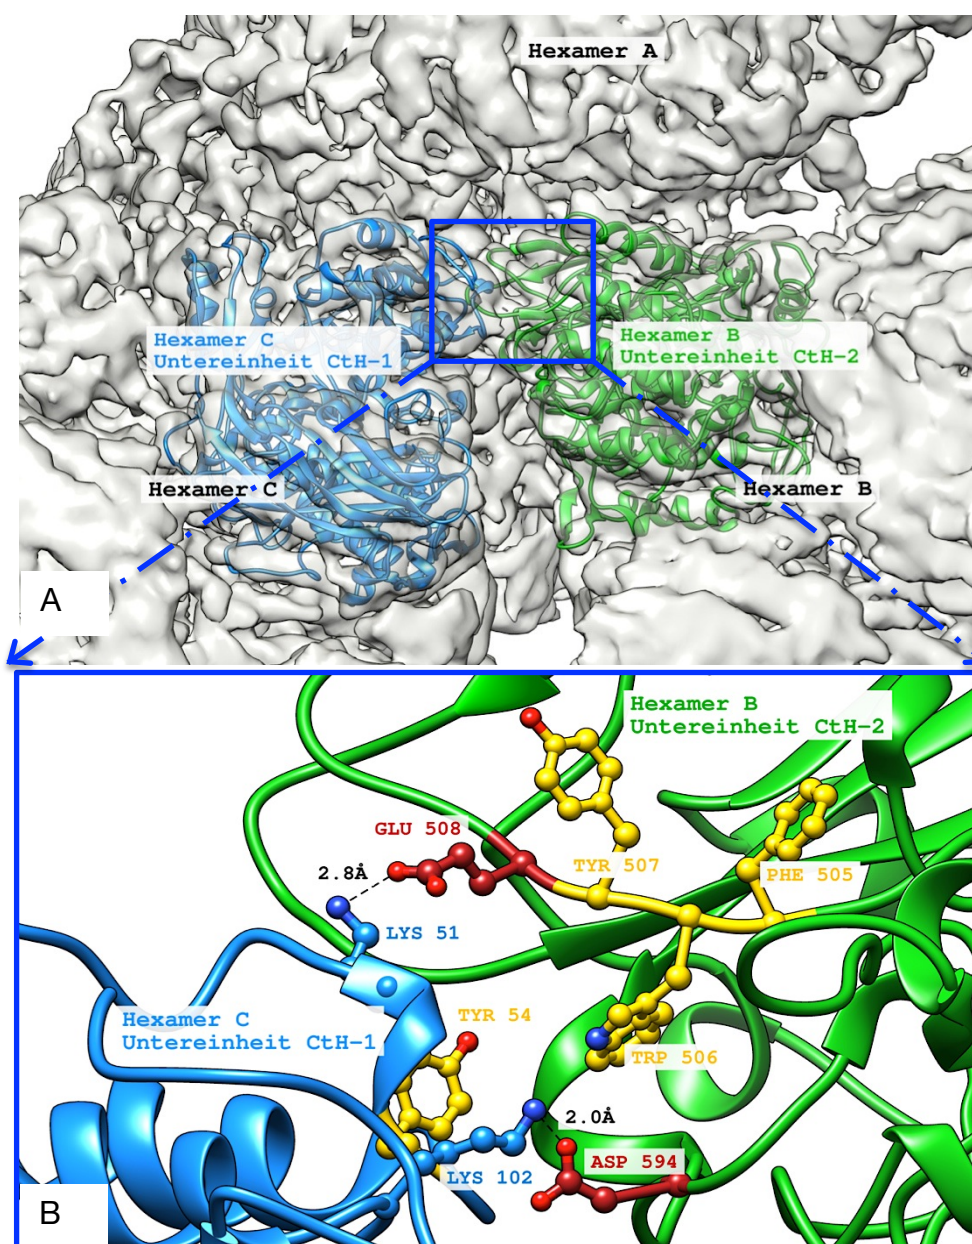 Hexamer A
Hexamer C
Untereinheit CtH-1
Hexamer B
Untereinheit CtH-2
Hexamer C
Hexamer B
A
Hexamer B
Untereinheit CtH-2
GLU 508
TYR 507
PHE 505
2.8Å
LYS 51
Hexamer C
Untereinheit CtH-1
TYR 54
TRP 506
2.0Å
LYS 102
ASP 594
B